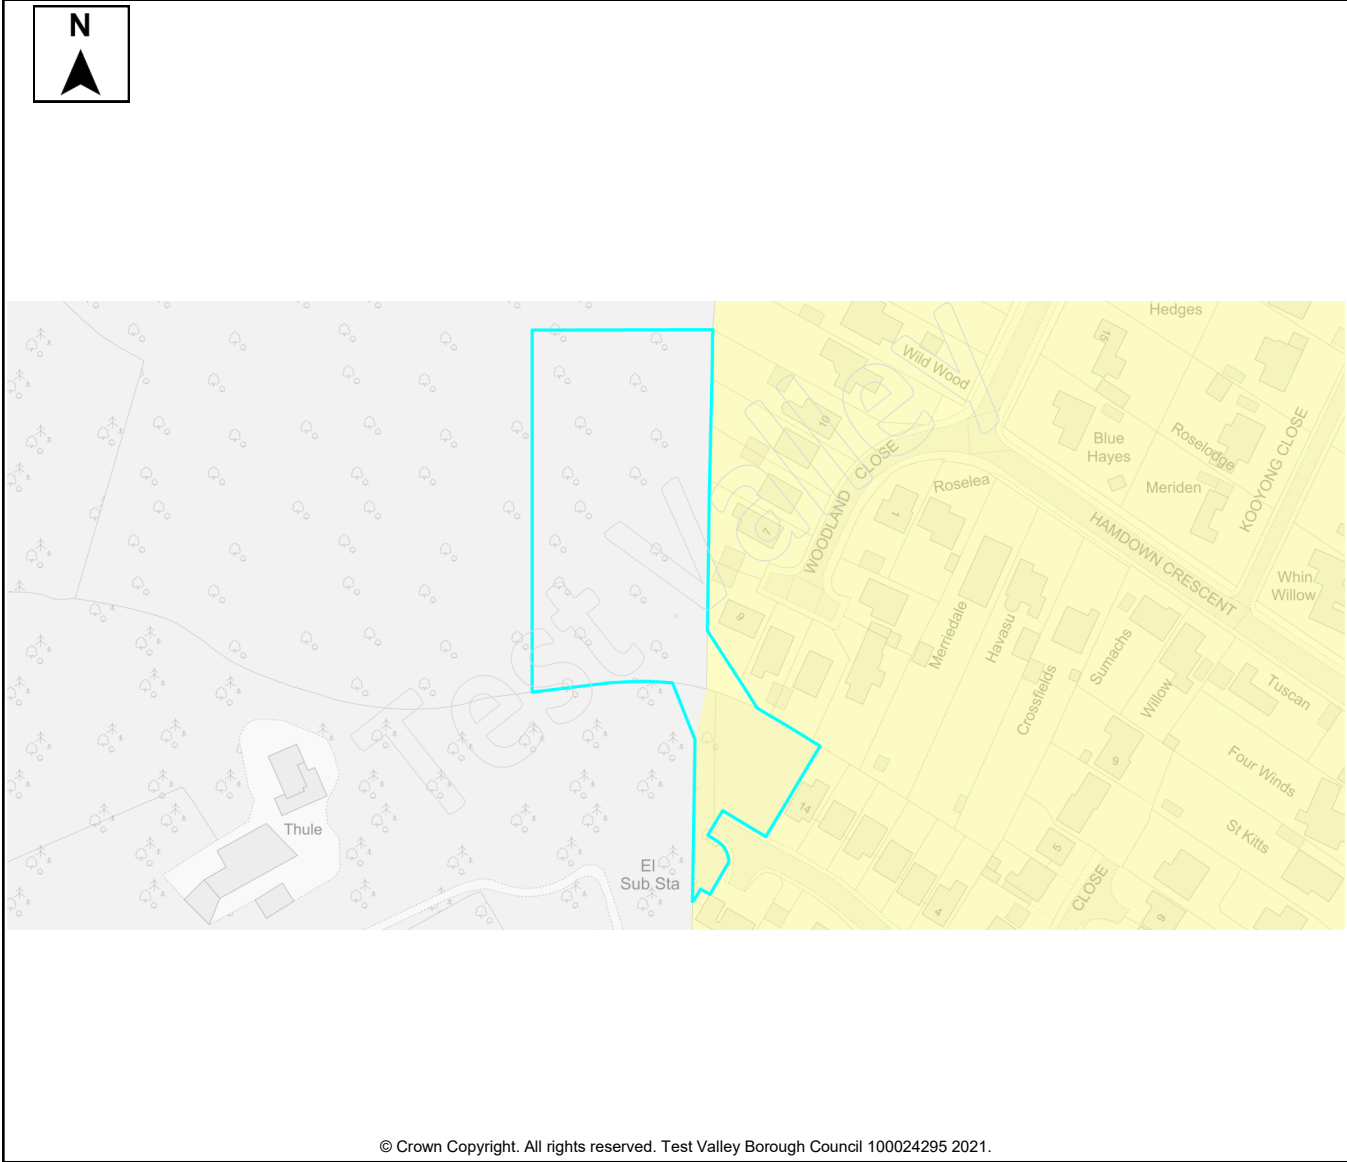 N
Hedges
15
Wild Wood
10
Blue
Hayes
Roselodge
KOOYONG CLOSE
WOODLAND CLOSE
Roselea
Meriden
1
7
HAMDOWN CRESCENT
Whin
Willow
9
Merriedale
Havasu
Sumachs
Crossfields
Willow
Tuscan
9
Four Winds
14
Thule
St Kitts
5
El
Sub Sta
CLOSE
4
9
Test Valley
© Crown Copyright. All rights reserved. Test Valley Borough Council 100024295 2021.